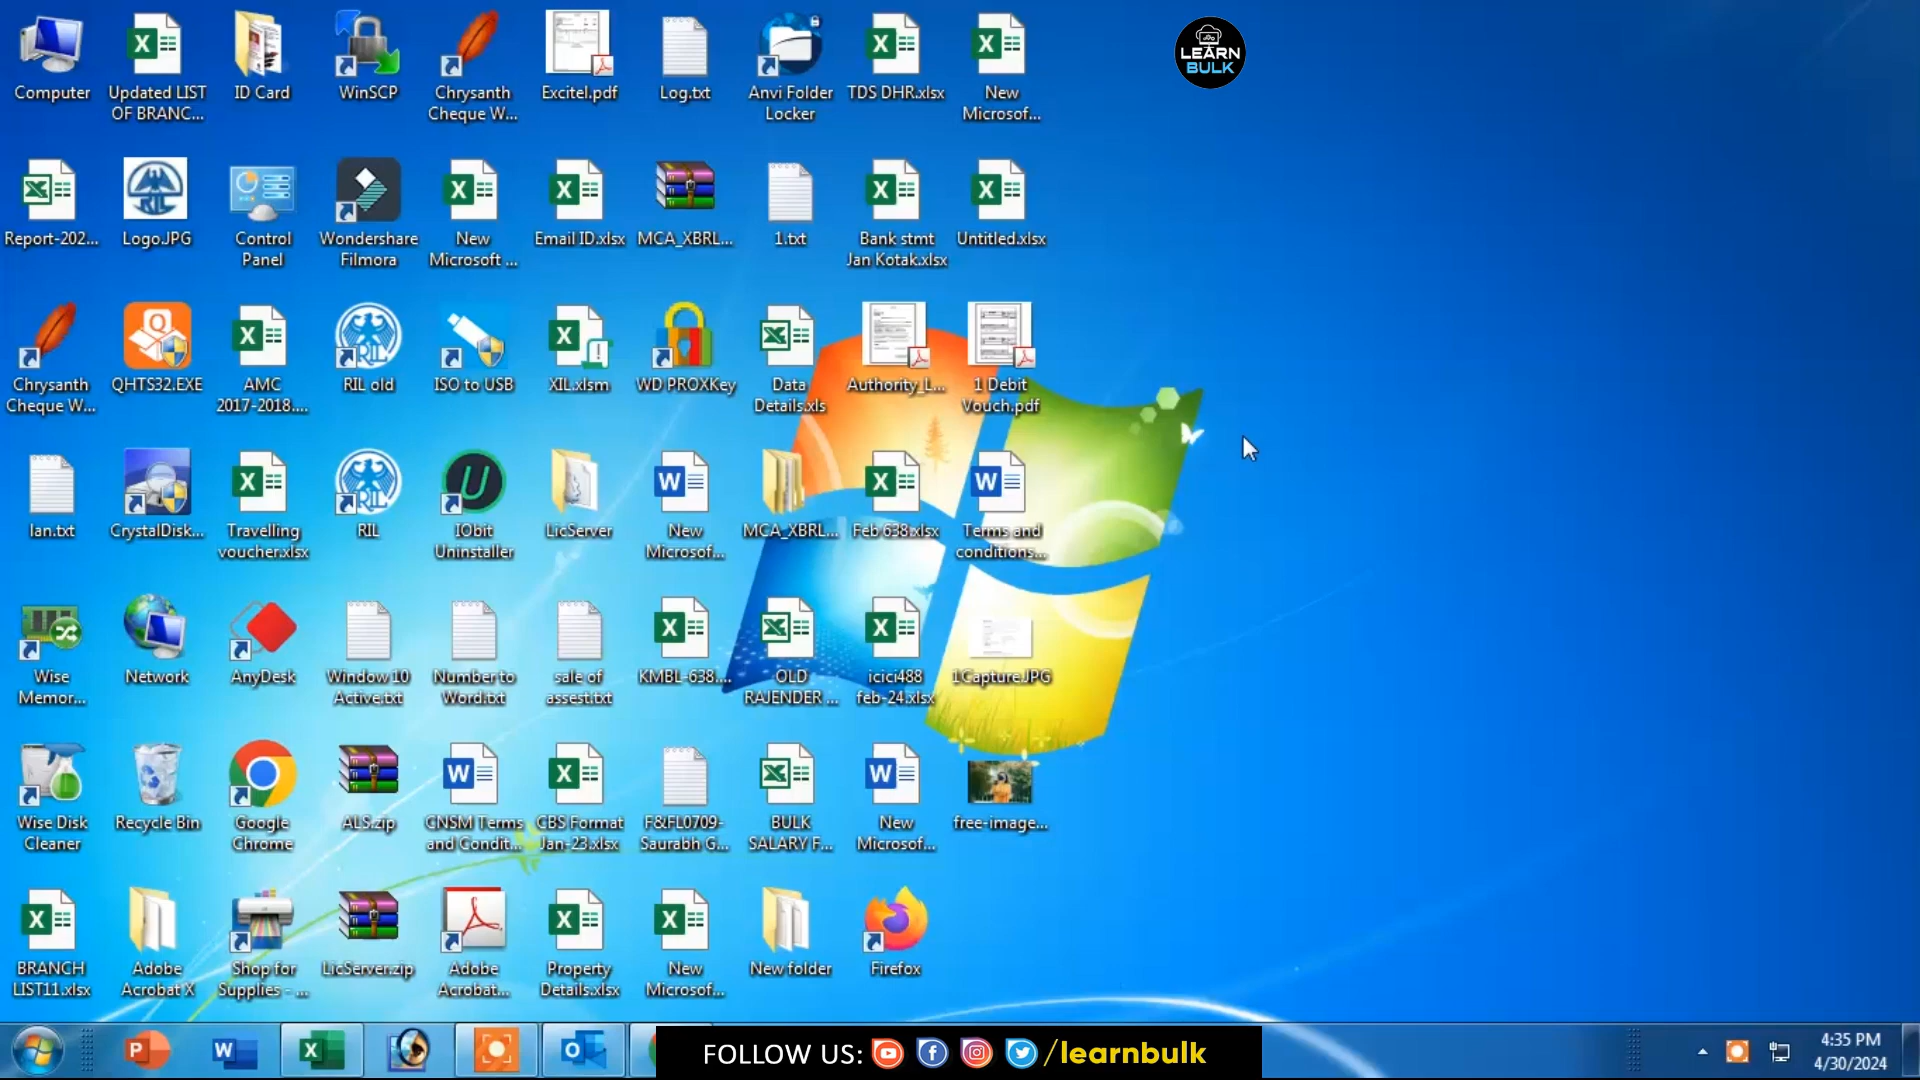 LEARN
BULK
Computer
Updated LIST
OF BRANC...
ID Card
WinSCP
Chrysanth
Cheque W...
Excitel.pdf
Log.txt
Anvi Folder
Locker
TDS DHR.xlsx
New
Microsof...
Report-202...
Logo.JPG
Control
Panel
Wondershare
Filmora
New
Microsoft ...
Email ID.xlsx
MCA_XBRL...
1.txt
Bank stmt
Jan Kotak.xlsx
Untitled.xlsx
Chrysanth
Cheque W...
QHTS32.EXE
AMC
2017-2018....
RIL old
ISO to USB
XIL.xlsm
WD PROXKey
Data
Details.xls
Authority_L...
1 Debit
Vouch.pdf
lan.txt
CrystalDisk...
Travelling
voucher.xlsx
RIL
IObit
Uninstaller
LicServer
New
Microsof...
MCA_XBRL...
Feb 638.xlsx
Terms and
conditions...
Wise
Memor...
Network
AnyDesk
Window 10
Active.txt
Number to
Word.txt
sale of
assest.txt
KMBL-638....
OLD
RAJENDER ...
icici488
feb-24.xlsx
1Capture.JPG
Wise Disk
Cleaner
Recycle Bin
Google
Chrome
ALS.zip
CNSM Terms
and Condit...
CBS Format
Jan-23.xlsx
F&FL0709-
Saurabh G...
BULK
SALARY F...
New
Microsof...
free-image...
BRANCH
LIST11.xlsx
Adobe
Acrobat X
Shop for
Supplies - ...
LicServer.zip
Adobe
Acrobat...
Property
Details.xlsx
New
Microsof...
New folder
Firefox
FOLLOW US: /learnbulk
4:35 PM
4/30/2024